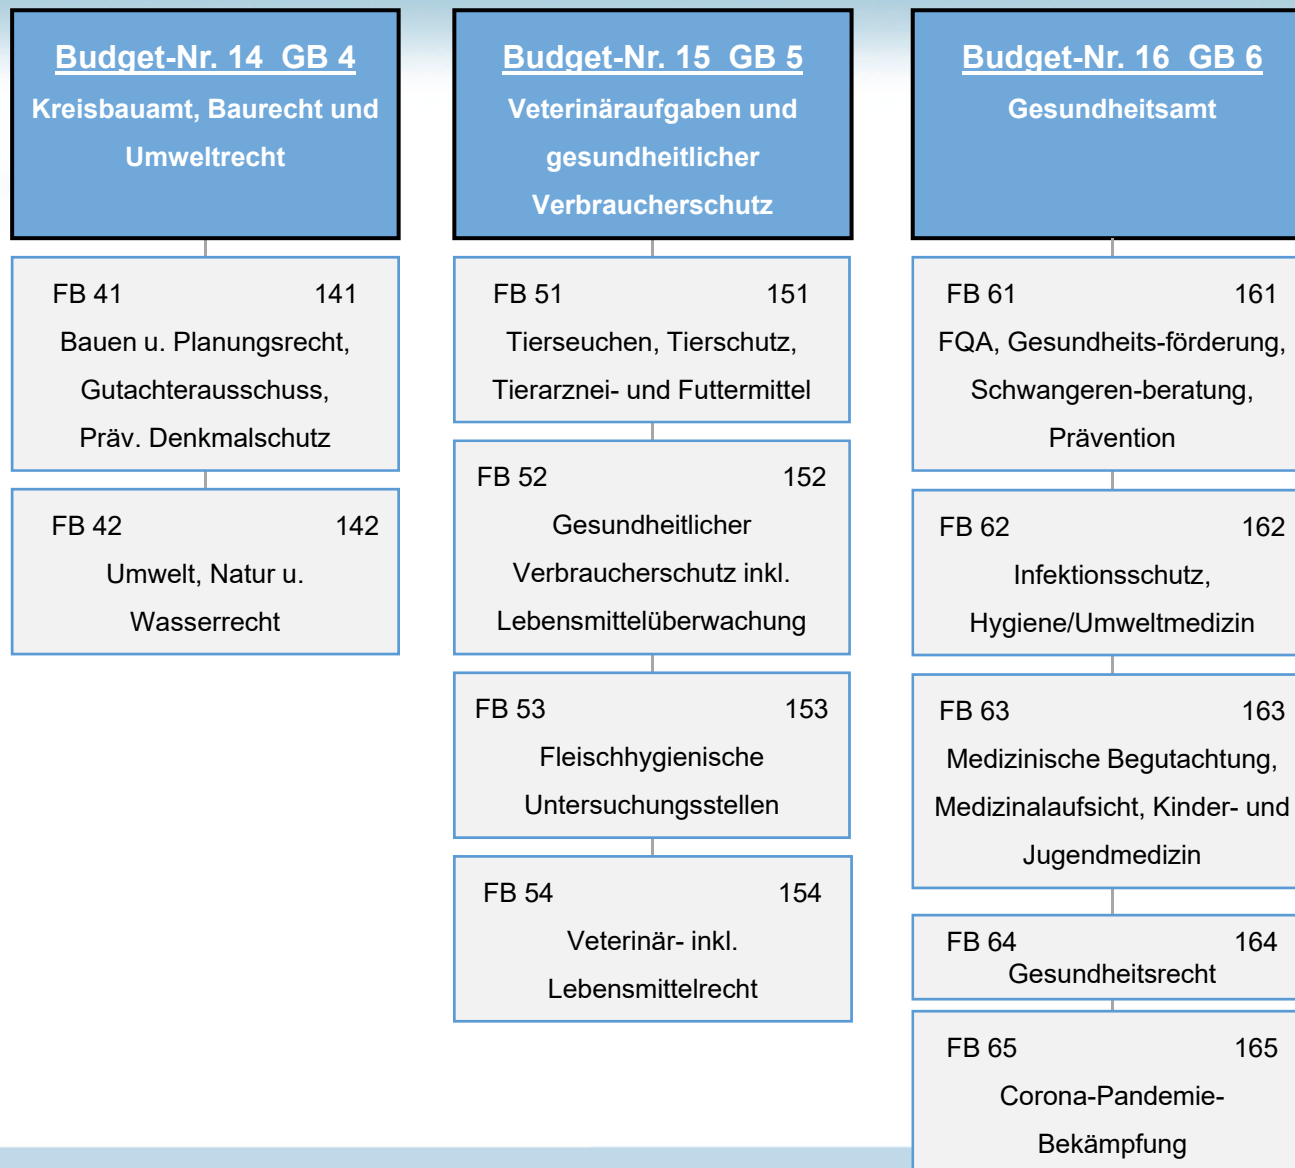 Budget-Nr. 14 GB 4
Kreisbauamt, Baurecht und
Umweltrecht
FB 41 141
Bauen u. Planungsrecht,
Gutachterausschuss,
Präv. Denkmalschutz
FB 42 142
Umwelt, Natur u.
Wasserrecht
Budget-Nr. 15 GB 5
Veterinäraufgaben und
gesundheitlicher
Verbraucherschutz
FB 51 151
Tierseuchen, Tierschutz,
Tierarznei- und Futtermittel
FB 52 152
Gesundheitlicher
Verbraucherschutz inkl.
Lebensmittelüberwachung
FB 53 153
Fleischhygienische
Untersuchungsstellen
FB 54 154
Veterinär- inkl.
Lebensmittelrecht
Budget-Nr. 16 GB 6
Gesundheitsamt
FB 61 161
FQA, Gesundheits-förderung,
Schwangeren-beratung,
Prävention
FB 62 162
Infektionsschutz,
Hygiene/Umweltmedizin
FB 63 163
Medizinische Begutachtung,
Medizinalaufsicht, Kinder- und
Jugendmedizin
FB 64 164
Gesundheitsrecht
FB 65 165
Corona-Pandemie-
Bekämpfung